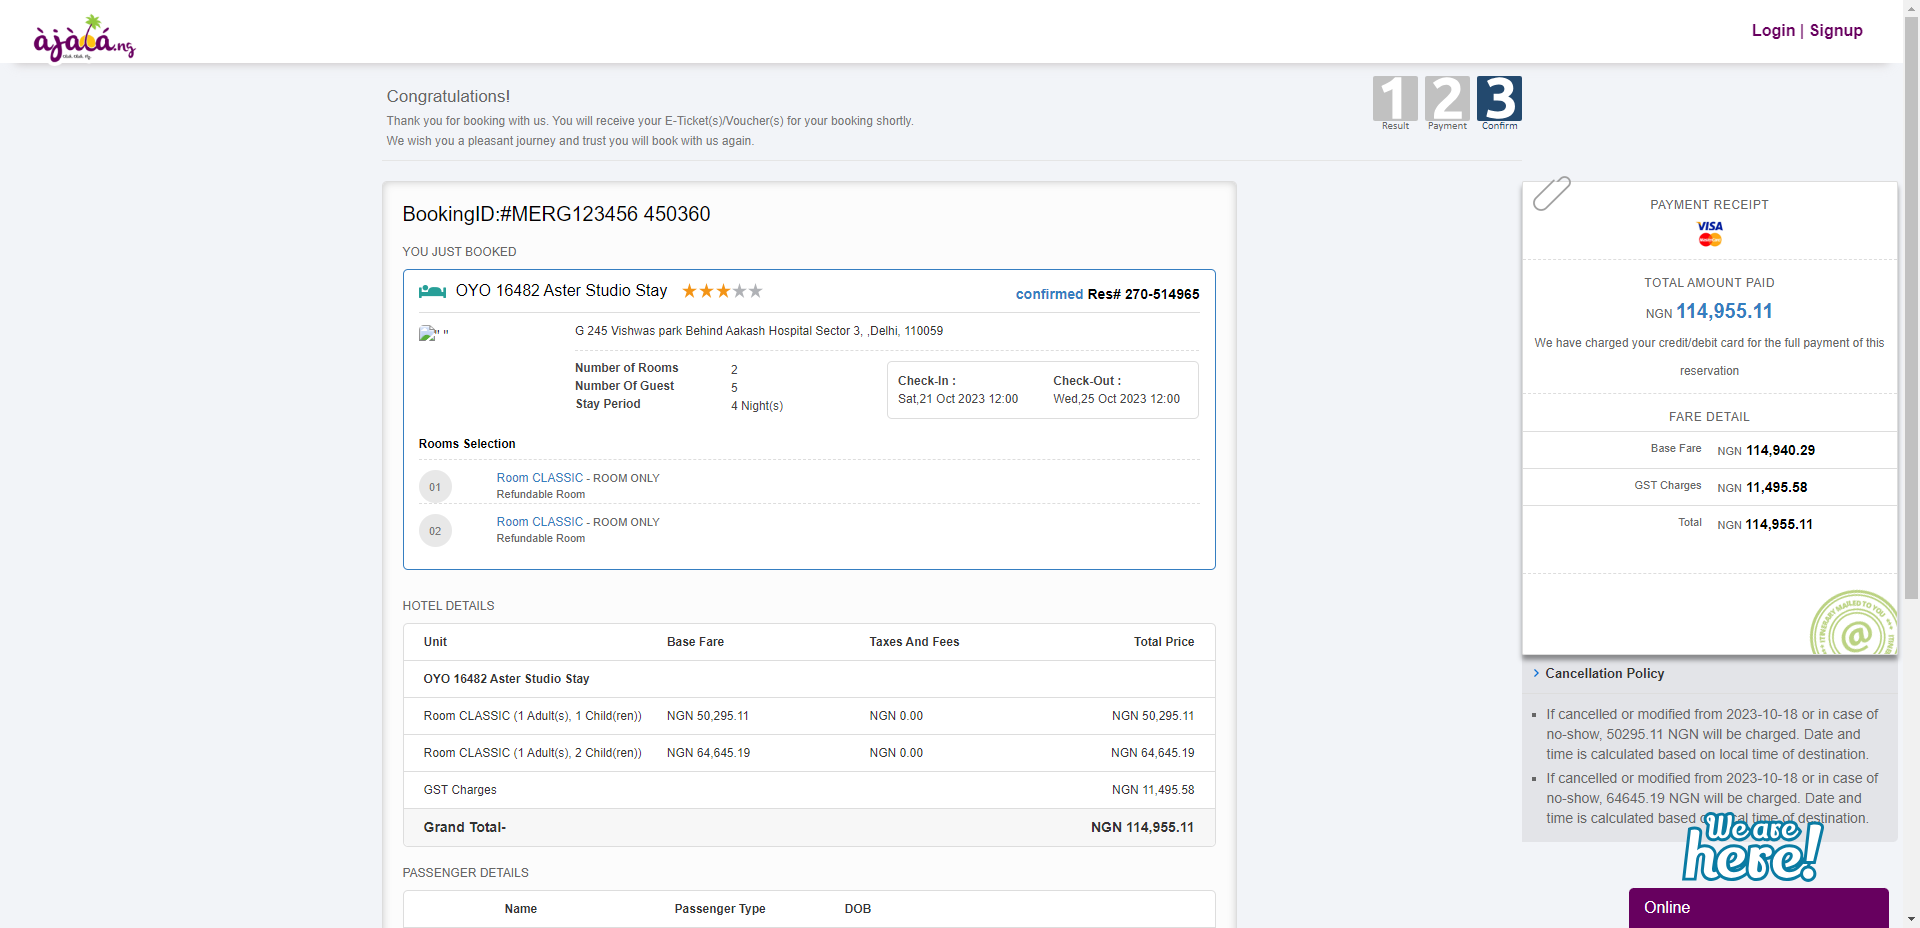 àjàlá.ng
Login | Signup
Congratulations!
Thank you for booking with us. You will receive your E-Ticket(s)/Voucher(s) for your booking shortly.
We wish you a pleasant journey and trust you will book with us again.
1 2 3
Result Payment Confirm
BookingID:#MERG123456 450360
YOU JUST BOOKED
OYO 16482 Aster Studio Stay
confirmed Res# 270-514965
" "
G 245 Vishwas park Behind Aakash Hospital Sector 3, ,Delhi, 110059
Number of Rooms 2
Number Of Guest 5
Stay Period 4 Night(s)
Check-In : Check-Out :
Sat,21 Oct 2023 12:00 Wed,25 Oct 2023 12:00
Rooms Selection
01 Room CLASSIC - ROOM ONLY
Refundable Room
02 Room CLASSIC - ROOM ONLY
Refundable Room
HOTEL DETAILS
Unit Base Fare Taxes And Fees Total Price
OYO 16482 Aster Studio Stay
Room CLASSIC (1 Adult(s), 1 Child(ren)) NGN 50,295.11 NGN 0.00 NGN 50,295.11
Room CLASSIC (1 Adult(s), 2 Child(ren)) NGN 64,645.19 NGN 0.00 NGN 64,645.19
GST Charges NGN 11,495.58
Grand Total- NGN 114,955.11
PASSENGER DETAILS
Name Passenger Type DOB
PAYMENT RECEIPT
VISA
TOTAL AMOUNT PAID
NGN 114,955.11
We have charged your credit/debit card for the full payment of this
reservation
FARE DETAIL
Base Fare NGN 114,940.29
GST Charges NGN 11,495.58
Total NGN 114,955.11
ITINERARY MAILED TO YOU
@
Cancellation Policy
If cancelled or modified from 2023-10-18 or in case of
no-show, 50295.11 NGN will be charged. Date and
time is calculated based on local time of destination.
If cancelled or modified from 2023-10-18 or in case of
no-show, 64645.19 NGN will be charged. Date and
time is calculated based of destination.
We are
here!
Online